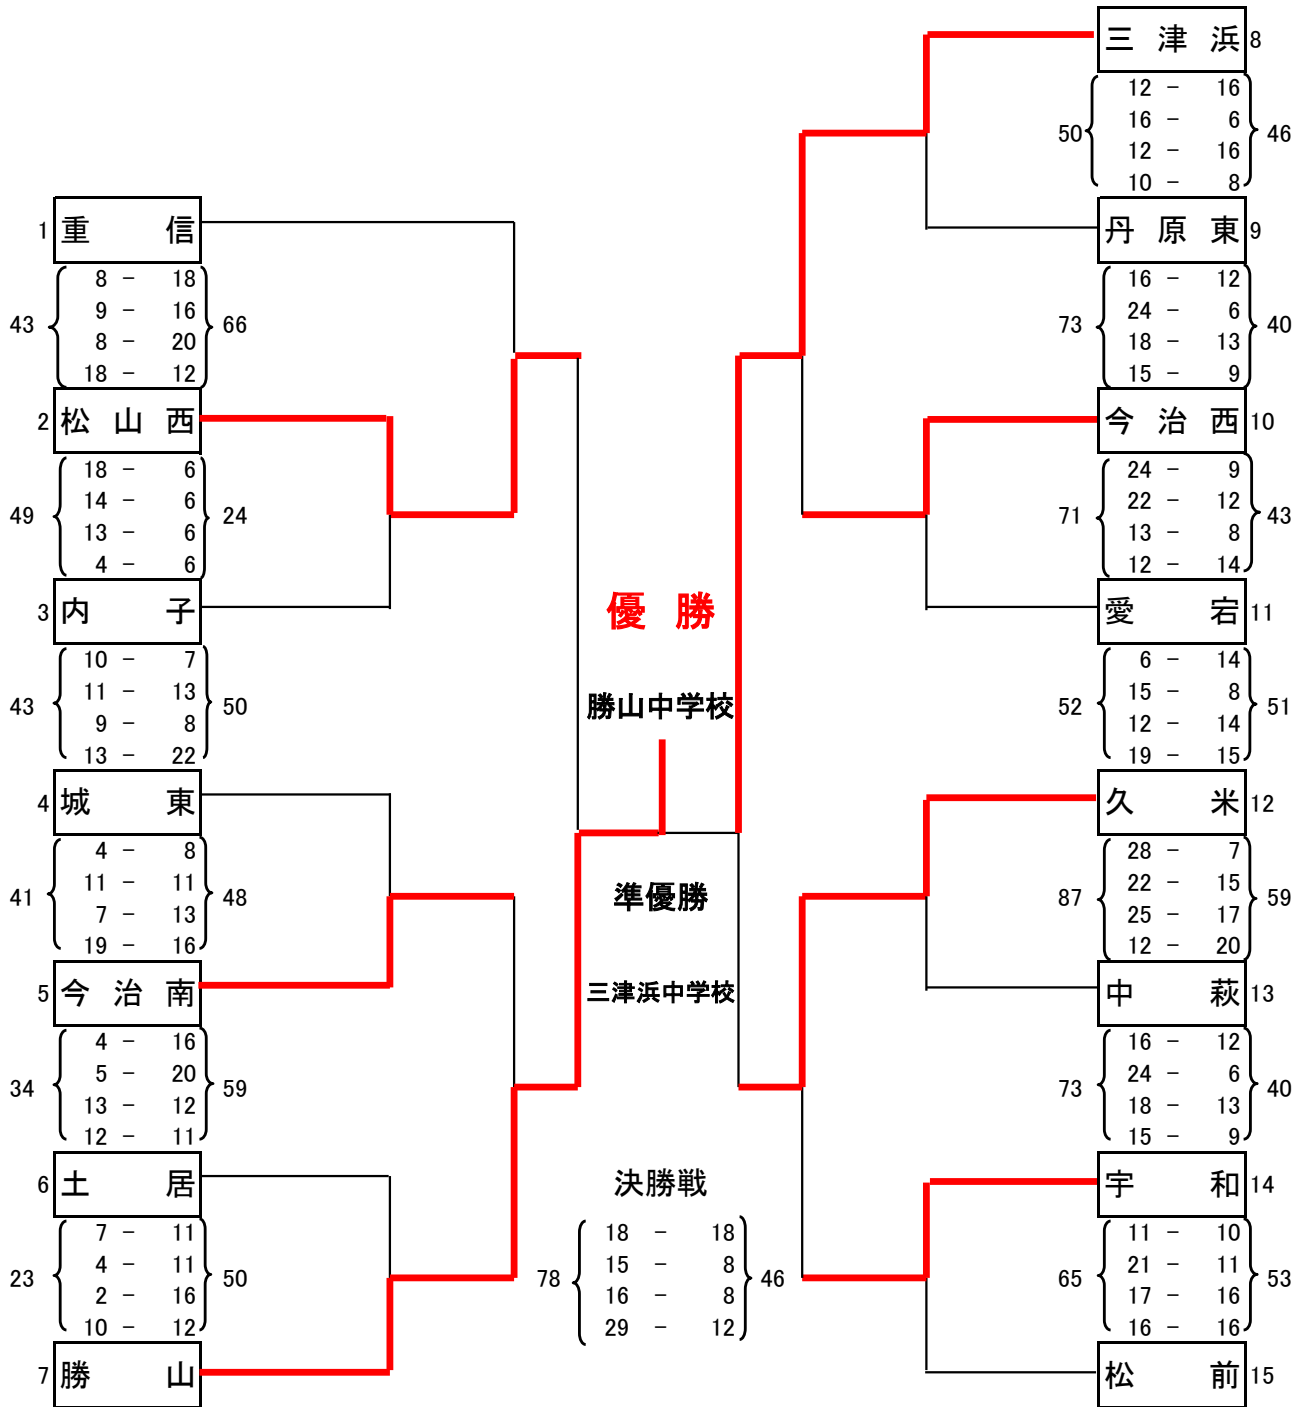 1 重信
43 8 － 18 66
9 － 16
8 － 20
18 － 12
2 松山西
49 18 － 6 24
14 － 6
13 － 6
4 － 6
3 内子
43 10 － 7 50
11 － 13
9 － 8
13 － 22
4 城東
41 4 － 8 48
11 － 11
7 － 13
19 － 16
5 今治南
34 4 － 16 59
5 － 20
13 － 12
12 － 11
6 土居
23 7 － 11 50
4 － 11
2 － 16
10 － 12
7 勝山
優勝
勝山中学校
準優勝
三津浜中学校
決勝戦
78 18 － 18 46
15 － 8
16 － 8
29 － 12
三津浜 8
50 12 － 16 46
16 － 6
12 － 16
10 － 8
丹原東 9
73 16 － 12 40
24 － 6
18 － 13
15 － 9
今治西 10
71 24 － 9 43
22 － 12
13 － 8
12 － 14
愛宕 11
52 6 － 14 51
15 － 8
12 － 14
19 － 15
久米 12
87 28 － 7 59
22 － 15
25 － 17
12 － 20
中萩 13
73 16 － 12 40
24 － 6
18 － 13
15 － 9
宇和 14
65 11 － 10 53
21 － 11
17 － 16
16 － 16
松前 15